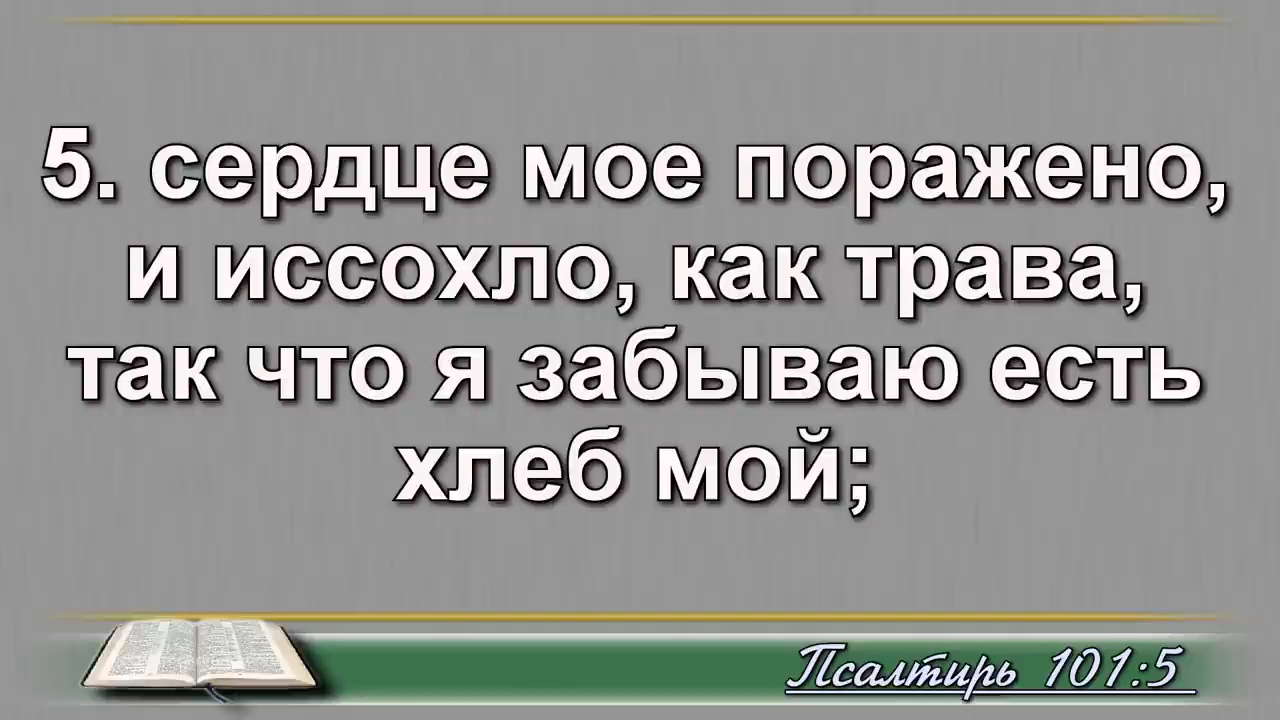 5. сердце мое поражено,
и иссохло, как трава,
так что я забываю есть
хлеб мой;
Псалтирь 101:5